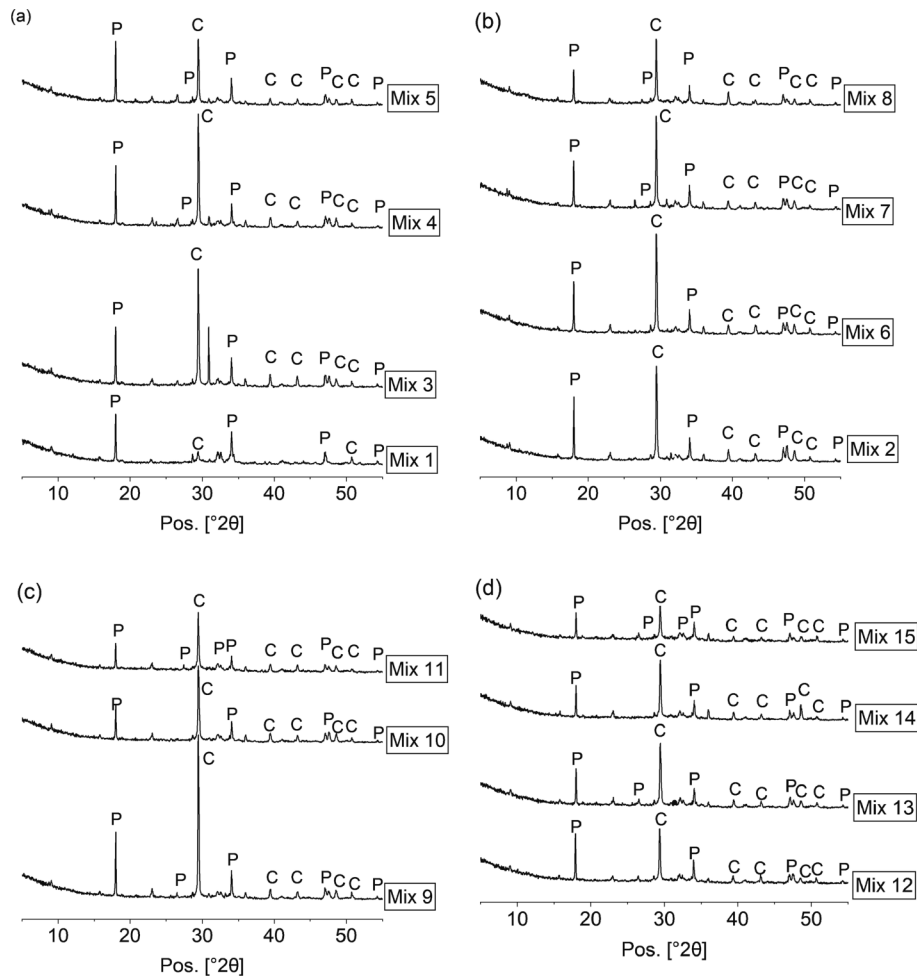 (a)
C
P
P
P
C C P C C P
Mix 5
C
P
P
P
C C P C C P
Mix 4
C
P
P
C C P C C P
Mix 3
P
P
C
P
C P
Mix 1
10 20 30 40 50
Pos. [°2θ]
(b)
C
P
P
P
C C P C C P
Mix 8
C
P
P
P
C C P C C P
Mix 7
C
P
P
C C P C C P
Mix 6
C
P
P
C C P C C P
Mix 2
10 20 30 40 50
Pos. [°2θ]
(c)
C
P
P P P C C P C C P
Mix 11
C
P
P C C P C C P
Mix 10
C
P
P P C C P C C P
Mix 9
10 20 30 40 50
Pos. [°2θ]
(d)
C
P P P P C C P C C P
Mix 15
C
P P C C P C C P
Mix 14
C
P P P C C P C C P
Mix 13
C
P P C C P C C P
Mix 12
10 20 30 40 50
Pos. [°2θ]